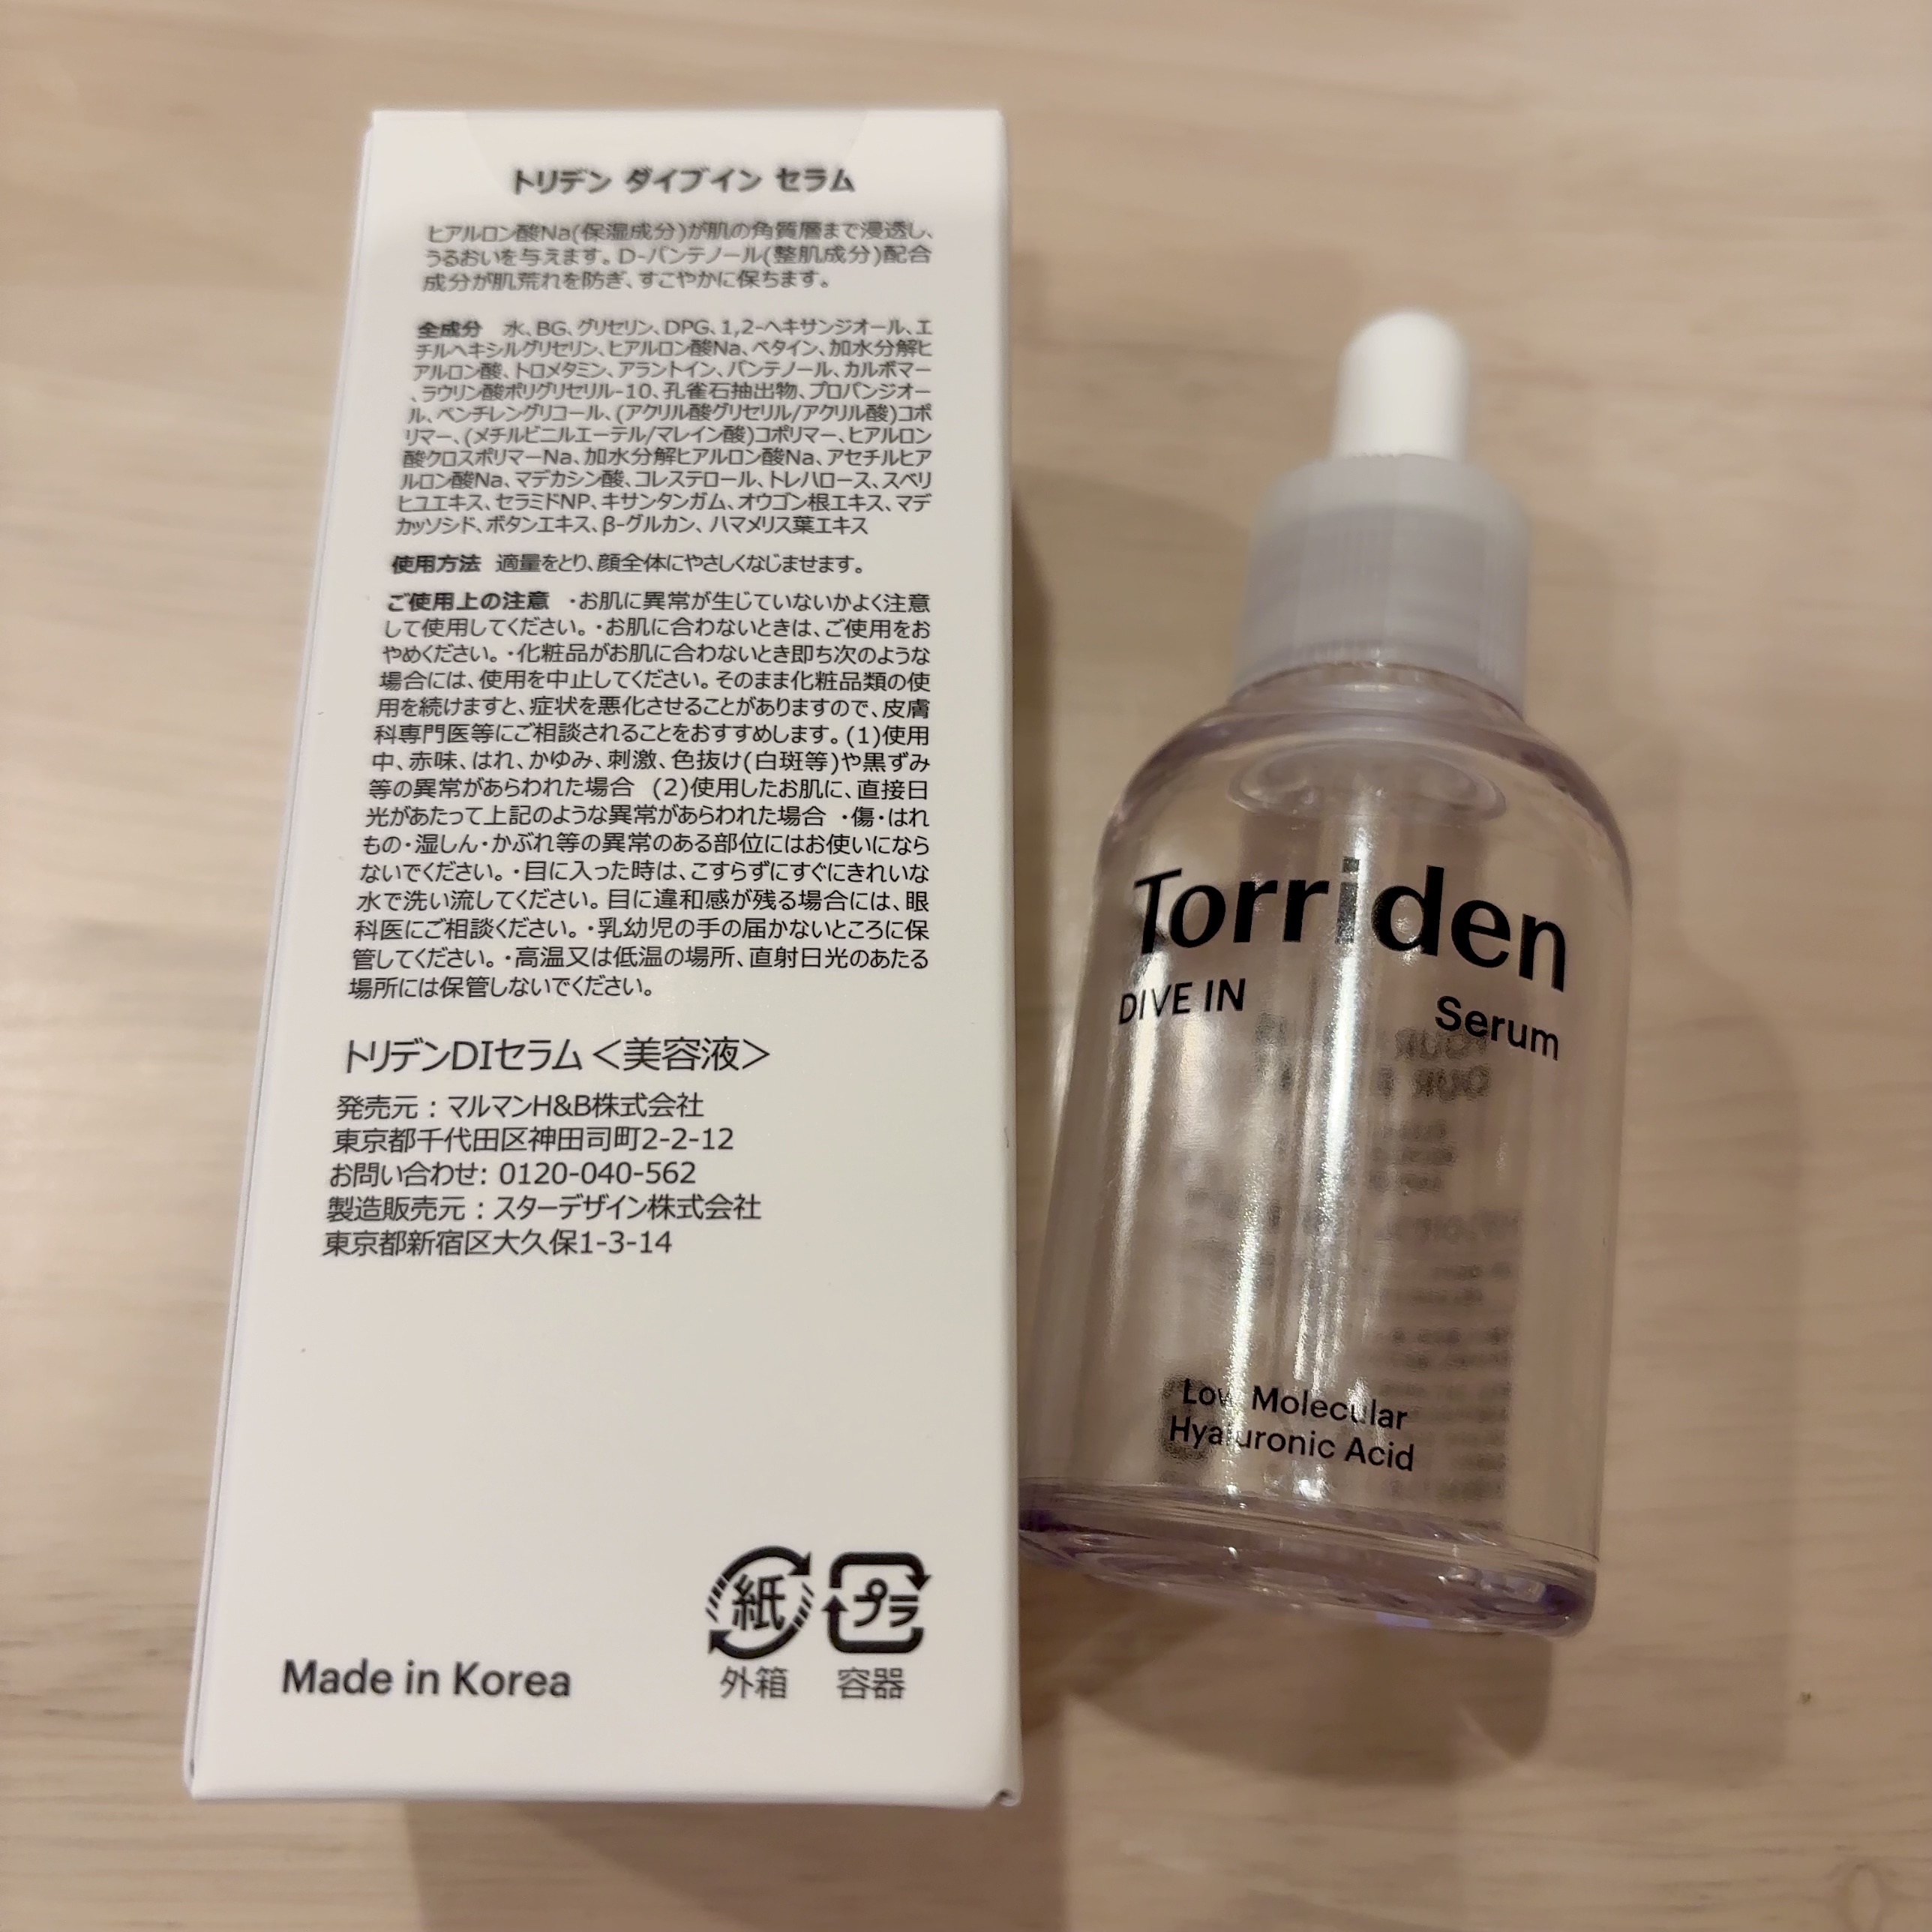 トリデン ダイブイン セラム
ヒアルロン酸Na(保湿成分)が肌の角質層まで浸透し、
うるおいを与えます。D-パンテノール(整肌成分)配合
成分が肌荒れを防ぎ、すこやかに保ちます。
全成分 水、BG、グリセリン、DPG、1,2-ヘキサンジオール、エ
チルヘキシルグリセリン、ヒアルロン酸Na、ベタイン、加水分解ヒ
アルロン酸、トロメタミン、アラントイン、パンテノール、カルボマー
、ラウリン酸ポリグリセリル-10、孔雀石抽出物、プロパンジオー
ル、ペンチレングリコール、(アクリル酸グリセリル/アクリル酸)コポ
リマー、(メチルビニルエーテル/マレイン酸)コポリマー、ヒアルロン
酸クロスポリマーNa、加水分解ヒアルロン酸Na、アセチルヒア
ルロン酸Na、マデカシン酸、コレステロール、トレハロース、スベリ
ヒユエキス、セラミドNP、キサンタンガム、オウゴン根エキス、マデ
カッソシド、ボタンエキス、β-グルカン、ハマメリス葉エキス
使用方法 適量をとり、顔全体にやさしくなじませます。
ご使用上の注意 ・お肌に異常が生じていないかよく注意
して使用してください。・お肌に合わないときは、ご使用をお
やめください。・化粧品がお肌に合わないとき即ち次のような
場合には、使用を中止してください。そのまま化粧品類の使
用を続けますと、症状を悪化させることがありますので、皮膚
科専門医等にご相談されることをおすすめします。(1)使用
中、赤味、はれ、かゆみ、刺激、色抜け(白斑等)や黒ずみ
等の異常があらわれた場合 (2)使用したお肌に、直接日
光があたって上記のような異常があらわれた場合 ・傷・はれ
もの・湿しん・かぶれ等の異常のある部位にはお使いになら
ないでください。・目に入った時は、こすらずにすぐにきれいな
水で洗い流してください。目に違和感が残る場合には、眼
科医にご相談ください。・乳幼児の手の届かないところに保
管してください。・高温又は低温の場所、直射日光のあたる
場所には保管しないでください。
トリデンDIセラム＜美容液＞
発売元：マルマンH&B株式会社
東京都千代田区神田司町2-2-12
お問い合わせ: 0120-040-562
製造販売元：スターデザイン株式会社
東京都新宿区大久保1-3-14
Made in Korea
紙 プラ
外箱 容器
Torriden
DIVE IN Serum
Low Molecular
Hyaluronic Acid